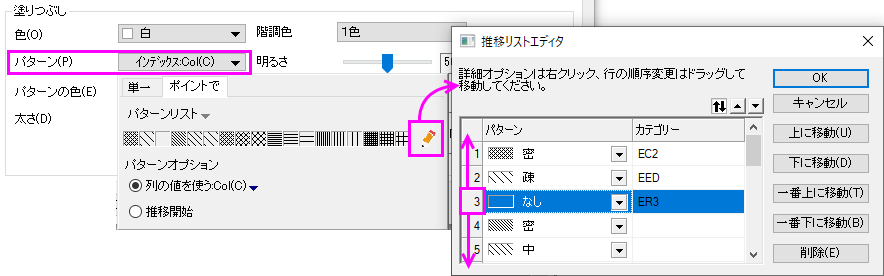 塗りつぶし
色(O)
白
階調色
1色
パターン(P)
インデックス:Col(C)
明るさ
パターンの色(E)
単一
ポイントで
太さ(D)
パターンリスト
パターンオプション
列の値を使う:Col(C)
推移開始
推移リストエディタ
詳細オプションは右クリック、行の順序変更はドラッグして
移動してください。
パターン
カテゴリー
1
密
EC2
2
疎
EED
3
なし
ER3
4
密
5
中
OK
キャンセル
上に移動(U)
下に移動(D)
一番上に移動(T)
一番下に移動(B)
削除(E)